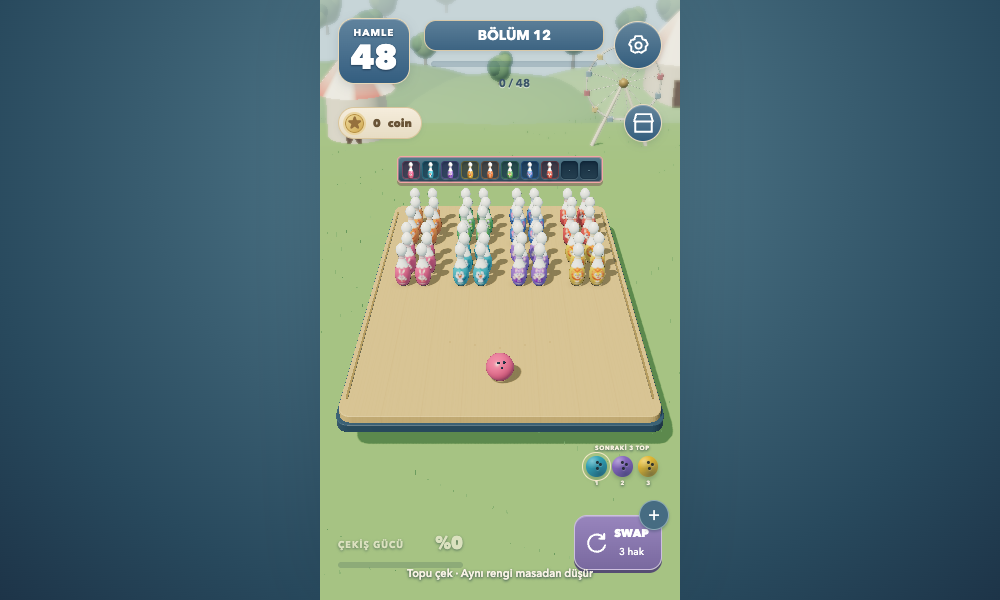 HAMLE
48
BÖLÜM 12
0 / 48
0 coin
SONRAKİ 3 TOP
1 2 3
SWAP
3 hak
ÇEKİŞ GÜCÜ %0
Topu çek · Aynı rengi masadan düşür